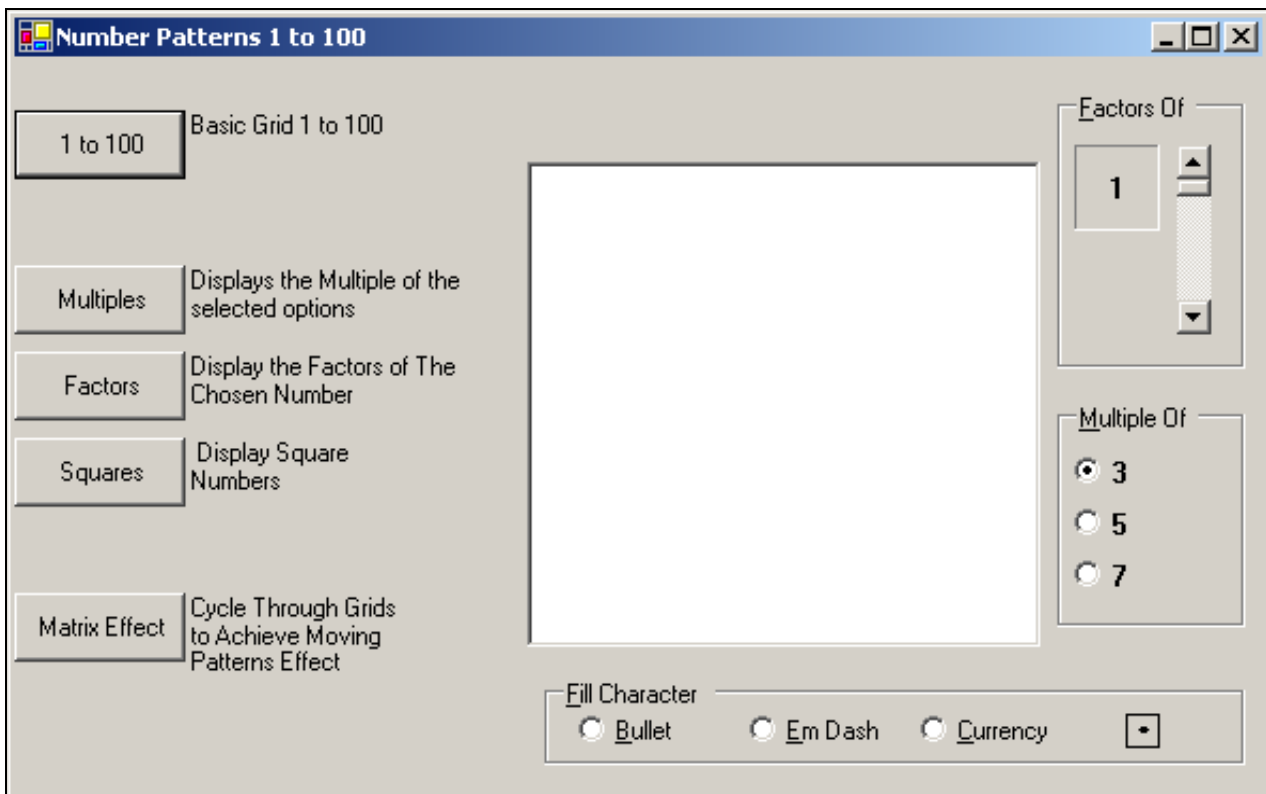 Number Patterns 1 to 100
1 to 100
Basic Grid 1 to 100
Multiples
Displays the Multiple of the
selected options
Factors
Display the Factors of The
Chosen Number
Squares
Display Square
Numbers
Matrix Effect
Cycle Through Grids
to Achieve Moving
Patterns Effect
Factors Of
1
Multiple Of
3
5
7
Fill Character
Bullet
Em Dash
Currency
•